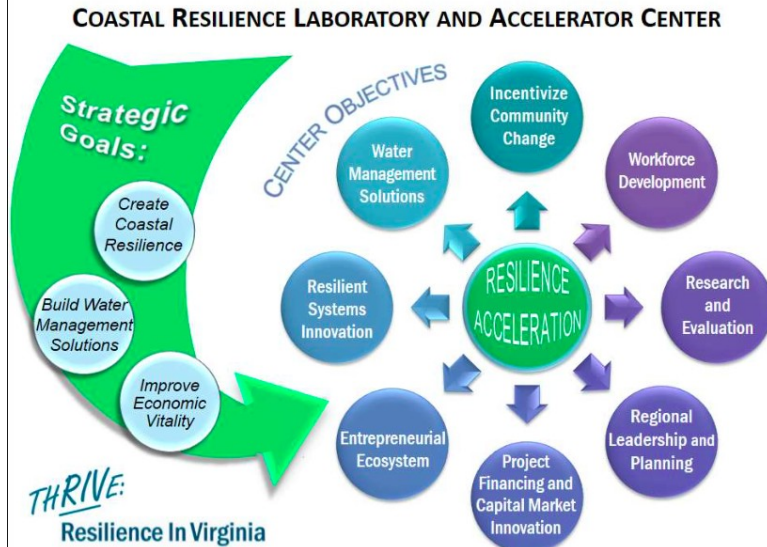 COASTAL RESILIENCE LABORATORY AND ACCELERATOR CENTER
Strategic
Goals:
Create
Coastal
Resilience
Build Water
Management
Solutions
Improve
Economic
Vitality
THRIVE:
Resilience In Virginia
CENTER OBJECTIVES
Incentivize
Community
Change
Workforce
Development
Research
and
Evaluation
Regional
Leadership and
Planning
Project
Financing and
Capital Market
Innovation
Entrepreneurial
Ecosystem
Resilient
Systems
Innovation
Water
Management
Solutions
RESILIENCE
ACCELERATION